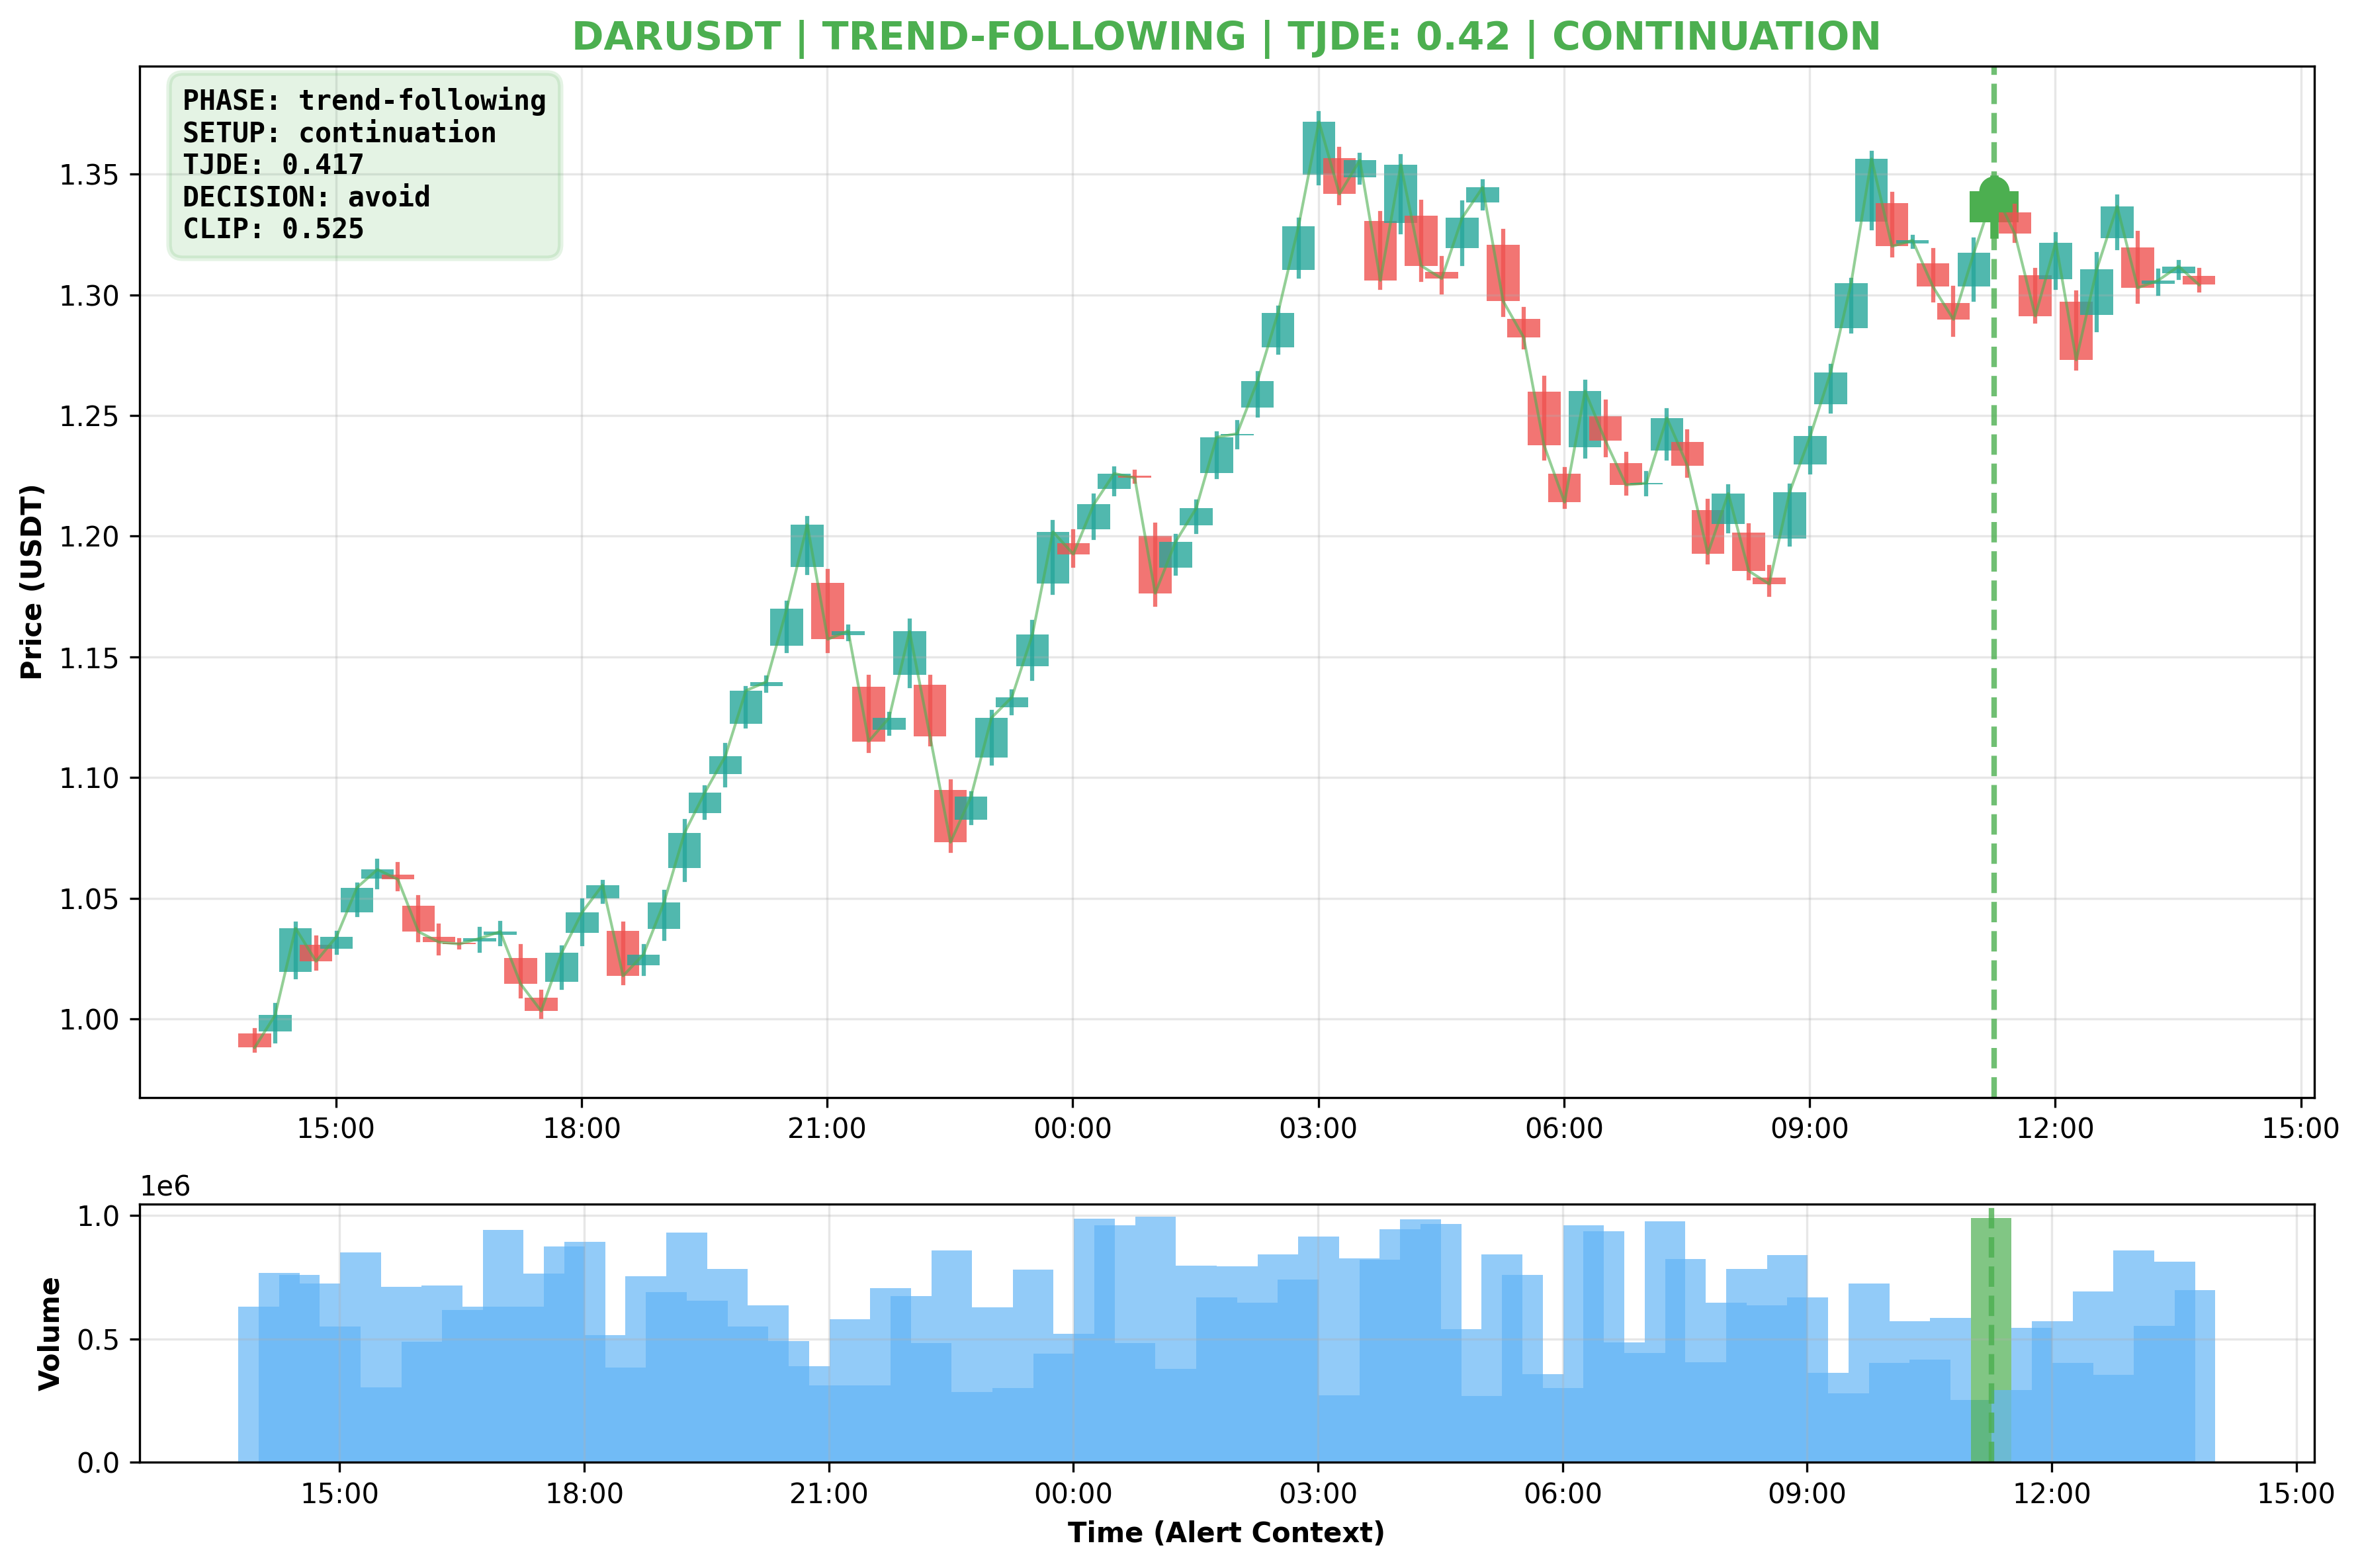 DARUSDT | TREND-FOLLOWING | TJDE: 0.42 | CONTINUATION
PHASE: trend-following
SETUP: continuation
TJDE: 0.417
DECISION: avoid
CLIP: 0.525
Price (USDT)
1.35
1.30
1.25
1.20
1.15
1.10
1.05
1.00
15:00 18:00 21:00 00:00 03:00 06:00 09:00 12:00 15:00
1e6
Volume
1.0
0.5
0.0
15:00 18:00 21:00 00:00 03:00 06:00 09:00 12:00 15:00
Time (Alert Context)